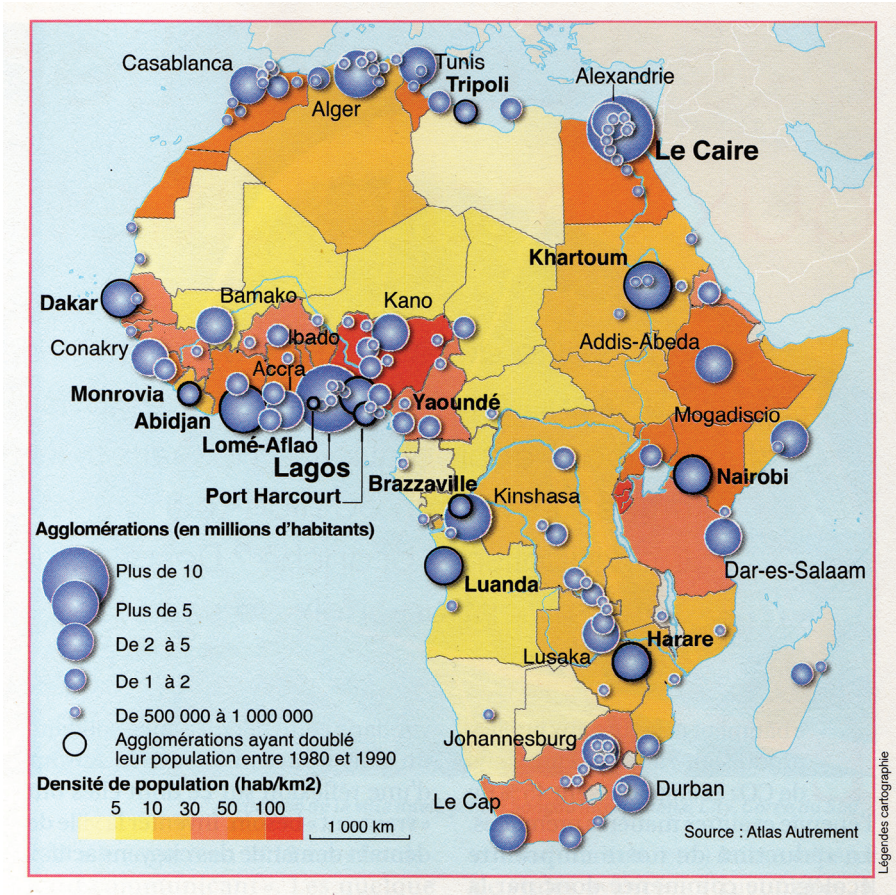 Casablanca
Tunis
Tripoli
Alger
Alexandrie
Le Caire
Khartoum
Dakar
Bamako
Kano
Addis-Abeba
Conakry
Ibado
Accra
Monrovia
Abidjan
Yaoundé
Mogadiscio
Lomé-Aflao
Lagos
Port Harcourt
Brazzaville
Kinshasa
Nairobi
Agglomérations (en millions d'habitants)
Plus de 10
Plus de 5
De 2 à 5
De 1 à 2
De 500 000 à 1 000 000
Agglomérations ayant doublé
leur population entre 1980 et 1990
Densité de population (hab/km2)
5 10 30 50 100
1 000 km
Luanda
Dar-es-Salaam
Lusaka
Harare
Johannesburg
Le Cap
Durban
Source : Atlas Autrement
Légendes cartographie